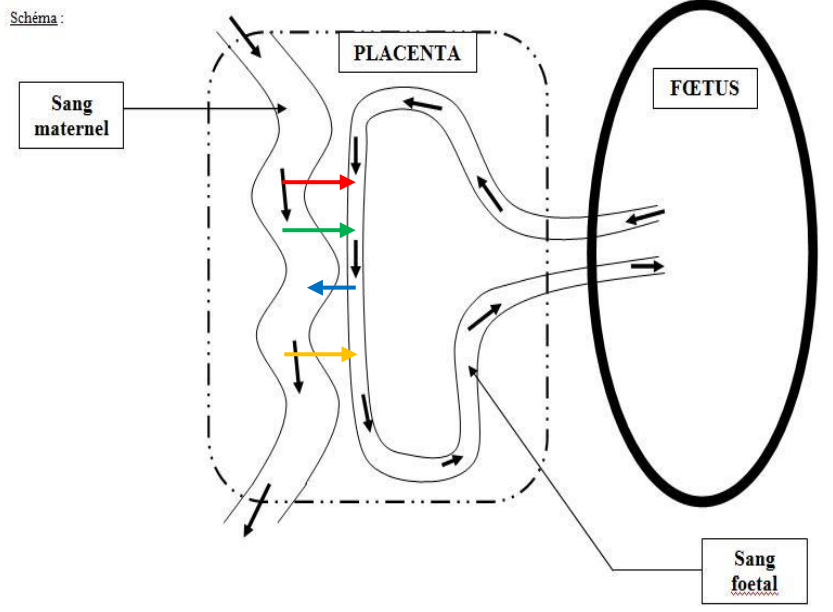 Schéma :
PLACENTA
FŒTUS
Sang
maternel
Sang
foetal